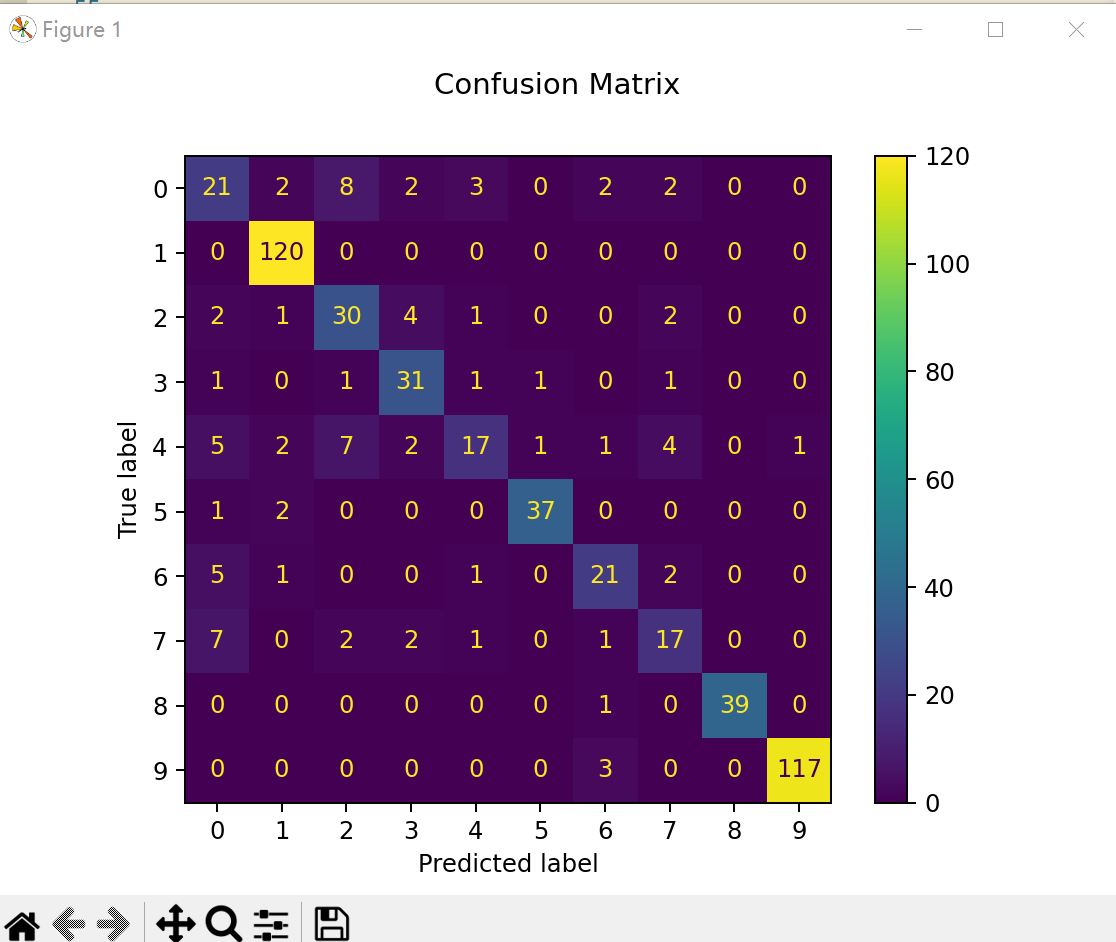 Figure 1
Confusion Matrix
0 21 2 8 2 3 0 2 2 0 0
1 0 120 0 0 0 0 0 0 0 0
2 2 1 30 4 1 0 0 2 0 0
3 1 0 1 31 1 1 0 1 0 0
4 5 2 7 2 17 1 1 4 0 1
5 1 2 0 0 0 37 0 0 0 0
6 5 1 0 0 1 0 21 2 0 0
7 7 0 2 2 1 0 1 17 0 0
8 0 0 0 0 0 0 1 0 39 0
9 0 0 0 0 0 0 3 0 0 117
0 1 2 3 4 5 6 7 8 9
True label
Predicted label
120
100
80
60
40
20
0